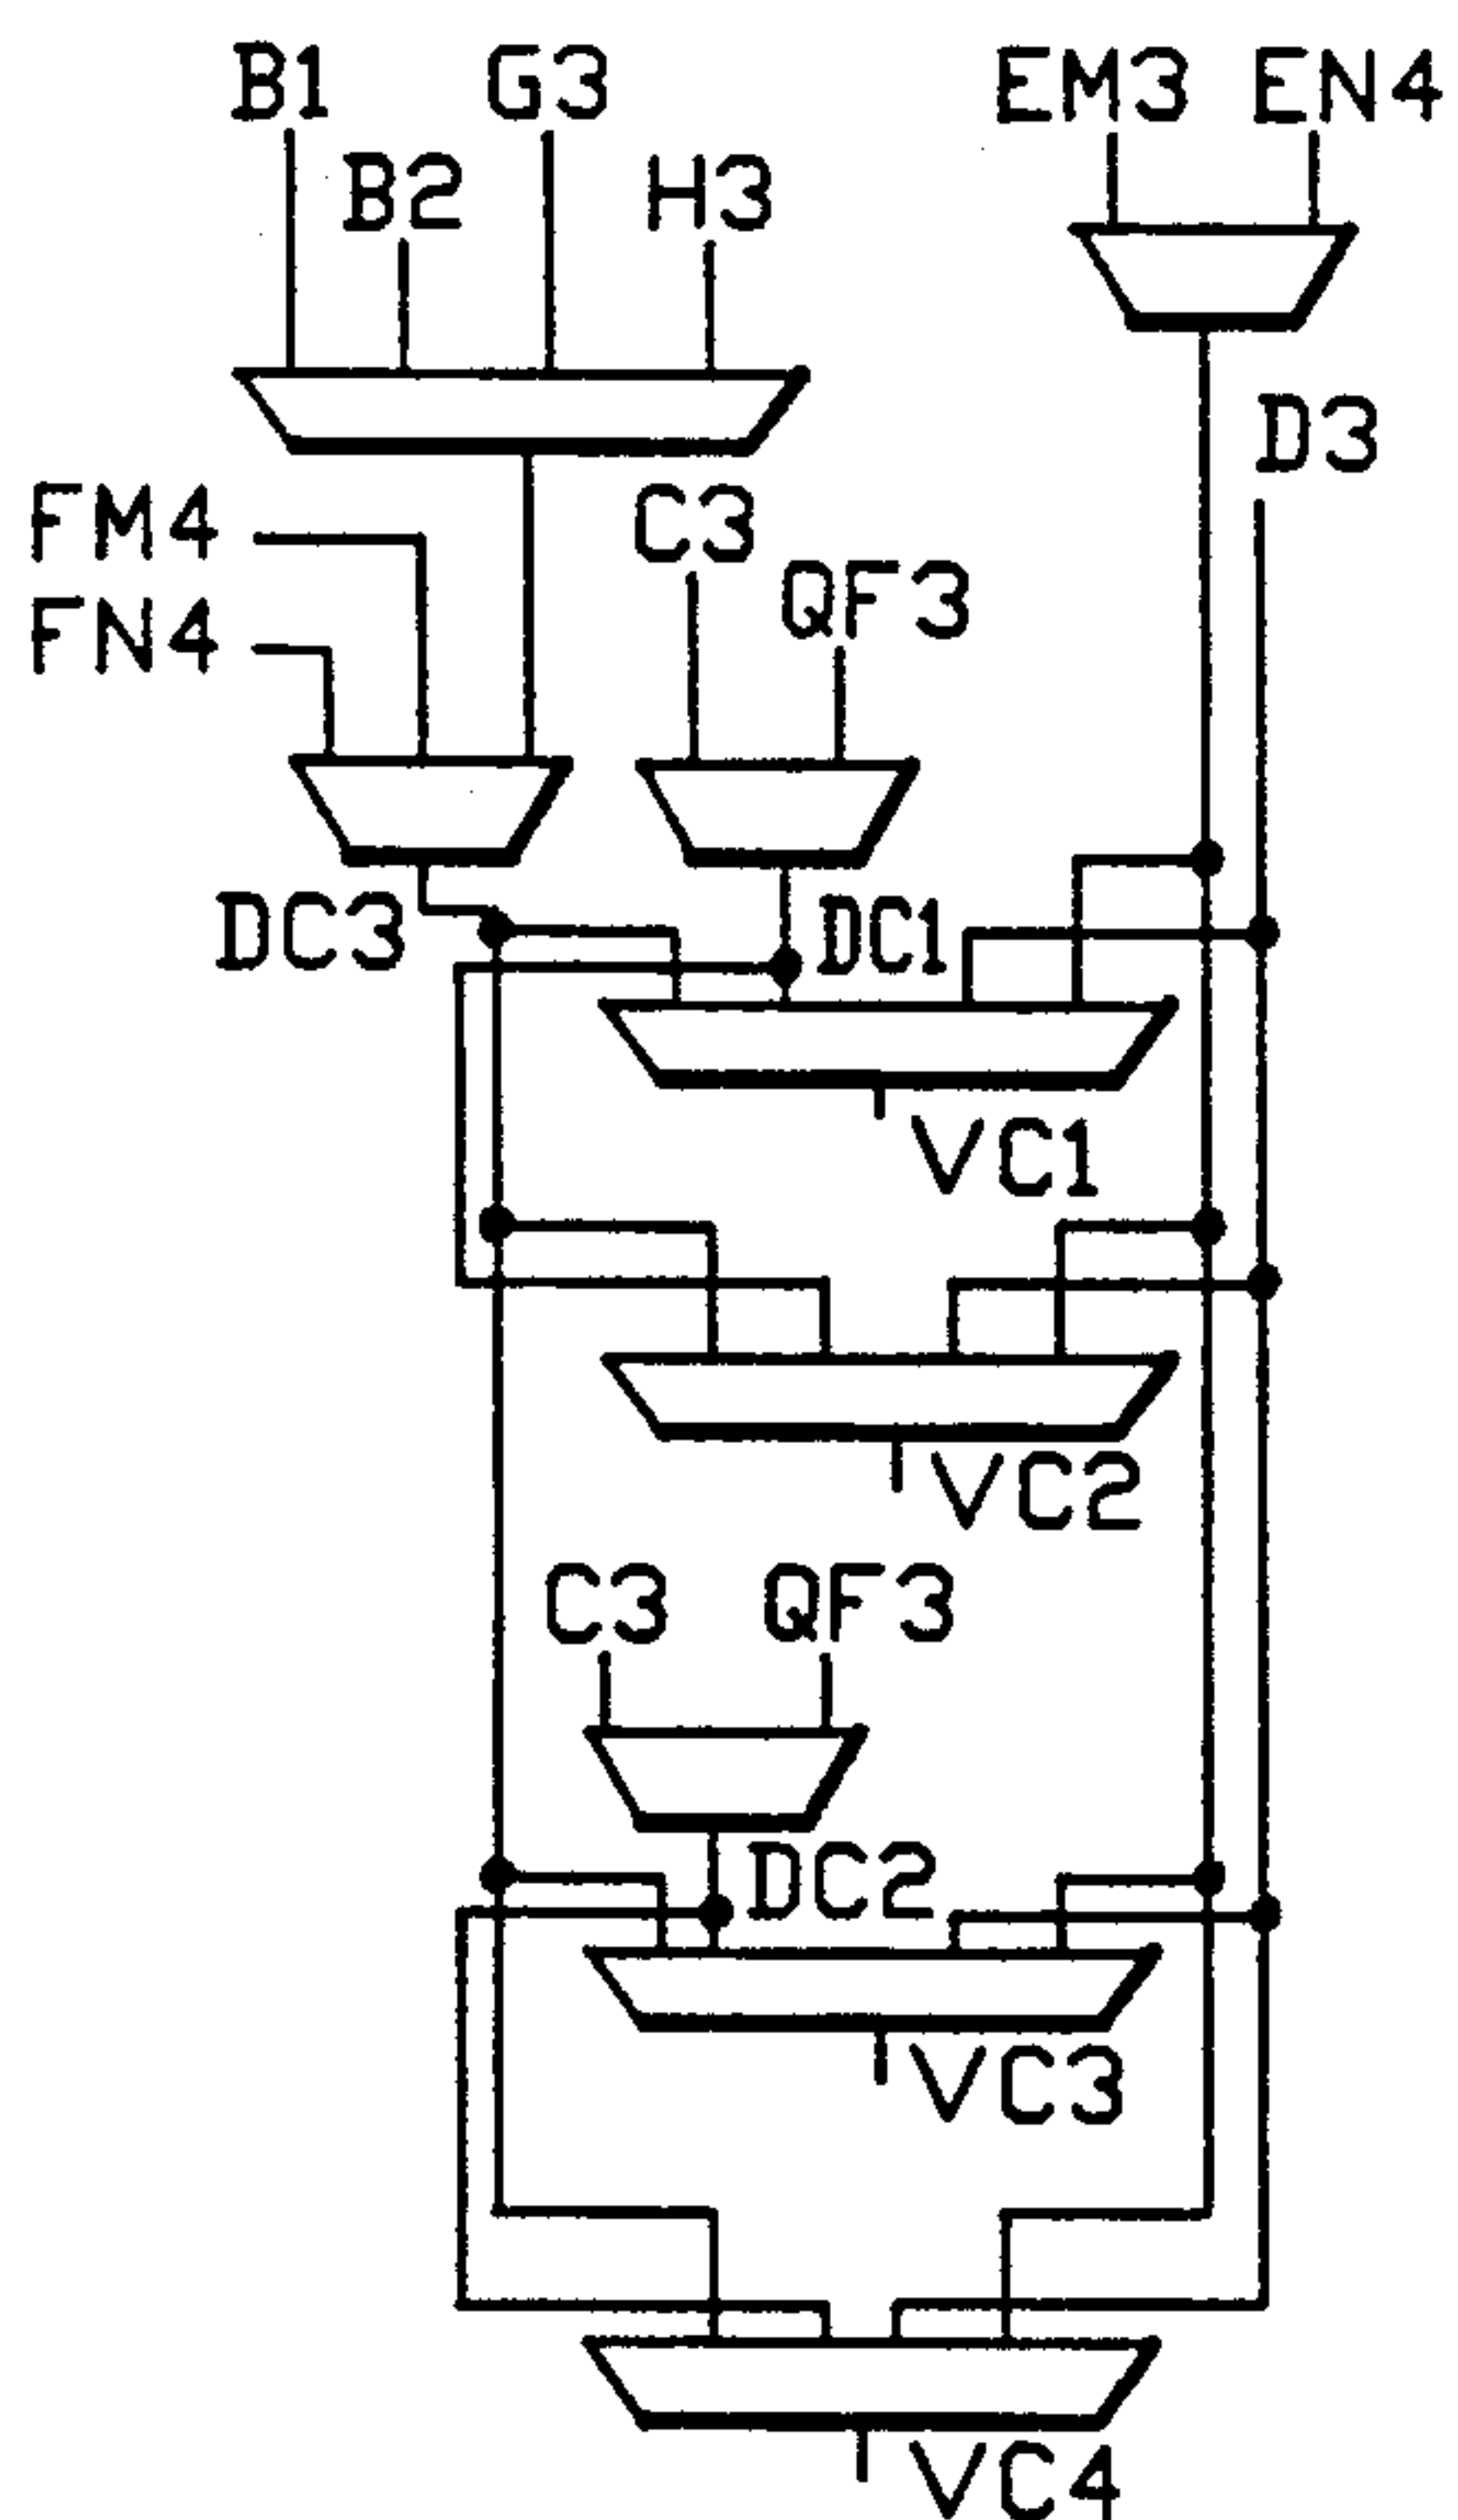 B1 G3 EM3 EN4
B2 H3
D3
FM4 C3
QF3
FN4
DC3 DC1
VC1
VC2
C3 QF3
DC2
VC3
VC4